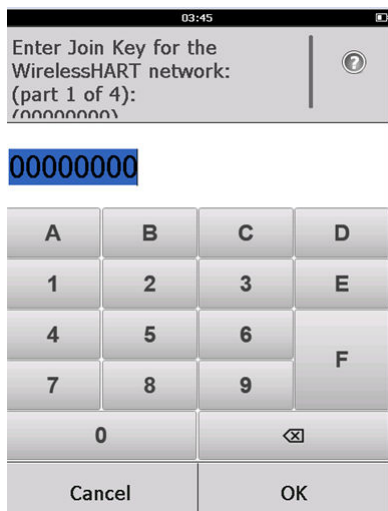 03:45
Enter Join Key for the
WirelessHART network:
(part 1 of 4):
(00000000)
?
00000000
A B C D
1 2 3 E
4 5 6
F
7 8 9
0
Cancel OK